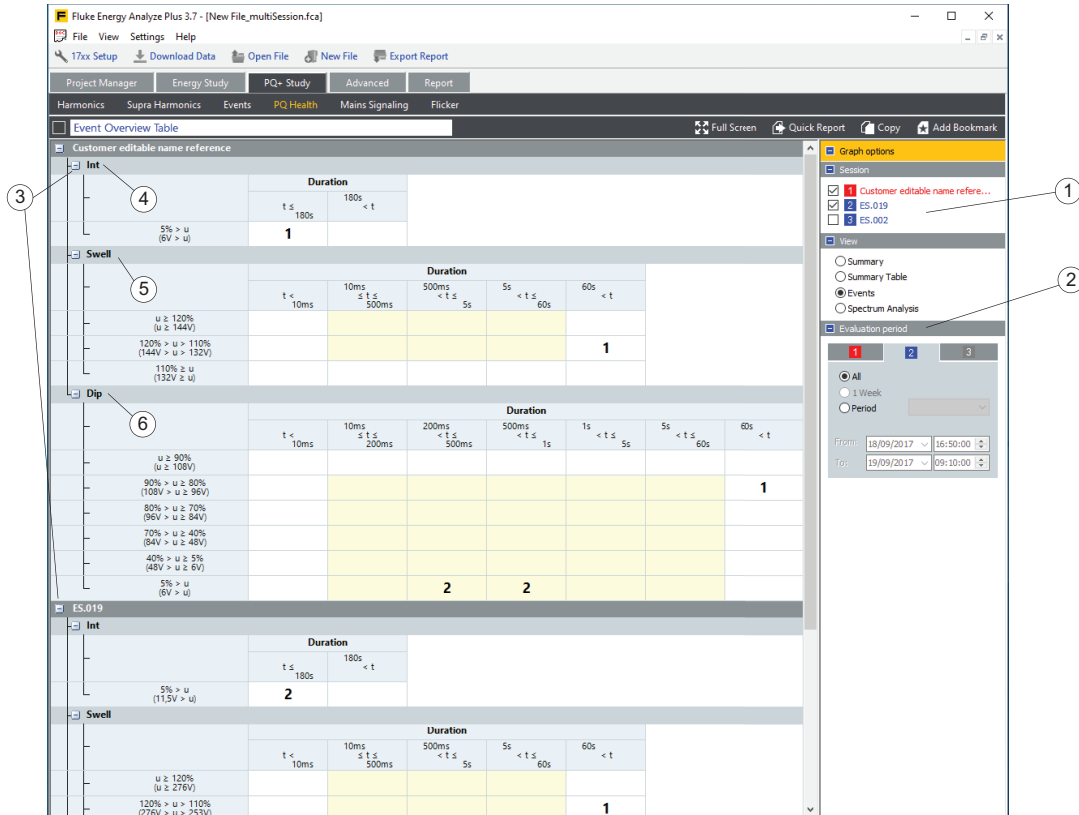 Fluke Energy Analyze Plus 3.7 - [New File_multiSession.fca]
File View Settings Help
17xx Setup Download Data Open File New File Export Report
Project Manager Energy Study PQ+ Study Advanced Report
Harmonics Supra Harmonics Events PQ Health Mains Signaling Flicker
Event Overview Table Full Screen Quick Report Copy Add Bookmark
Customer editable name reference
Int
Duration
t ≤ 180s 180s < t
5% > u 1
(6V > u)
Swell
Duration
t < 10ms 10ms ≤ t ≤ 500ms 500ms < t ≤ 5s 5s < t ≤ 60s 60s < t
u ≥ 120%
(u ≥ 144V)
120% > u > 110% 1
(144V > u > 132V)
110% ≥ u
(132V ≥ u)
Dip
Duration
t < 10ms 10ms ≤ t ≤ 200ms 200ms < t ≤ 500ms 500ms < t ≤ 1s 1s < t ≤ 5s 5s < t ≤ 60s 60s < t
u ≥ 90%
(u ≥ 108V)
90% > u ≥ 80% 1
(108V > u ≥ 96V)
80% > u ≥ 70%
(96V > u ≥ 84V)
70% > u ≥ 40%
(84V > u ≥ 48V)
40% > u ≥ 5%
(48V > u ≥ 6V)
5% > u 2 2
(6V > u)
ES.019
Int
Duration
t ≤ 180s 180s < t
5% > u 2
(11,5V > u)
Swell
Duration
t < 10ms 10ms ≤ t ≤ 500ms 500ms < t ≤ 5s 5s < t ≤ 60s 60s < t
u ≥ 120%
(u ≥ 276V)
120% > u > 110% 1
(276V > u > 253V)
Graph options
Session
1 Customer editable name refere...
2 ES.019
3 ES.002
View
Summary
Summary Table
Events
Spectrum Analysis
Evaluation period
1 2 3
All
1 Week
Period
From: 18/09/2017 16:50:00
To: 19/09/2017 09:10:00
1
2
3
4
5
6